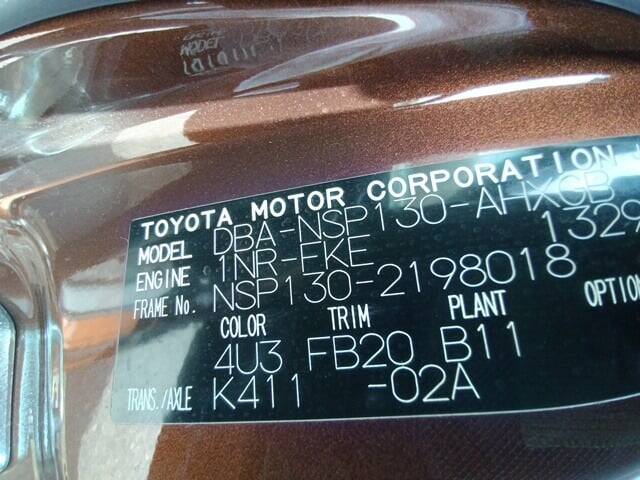 TOYOTA MOTOR CORPORATION
MODEL DBA-NSP130-AHXGB
ENGINE 1NR-FKE 1329
FRAME No. NSP130-2198018
COLOR TRIM PLANT OPTION
4U3 FB20 B11
TRANS./AXLE K411 -02A